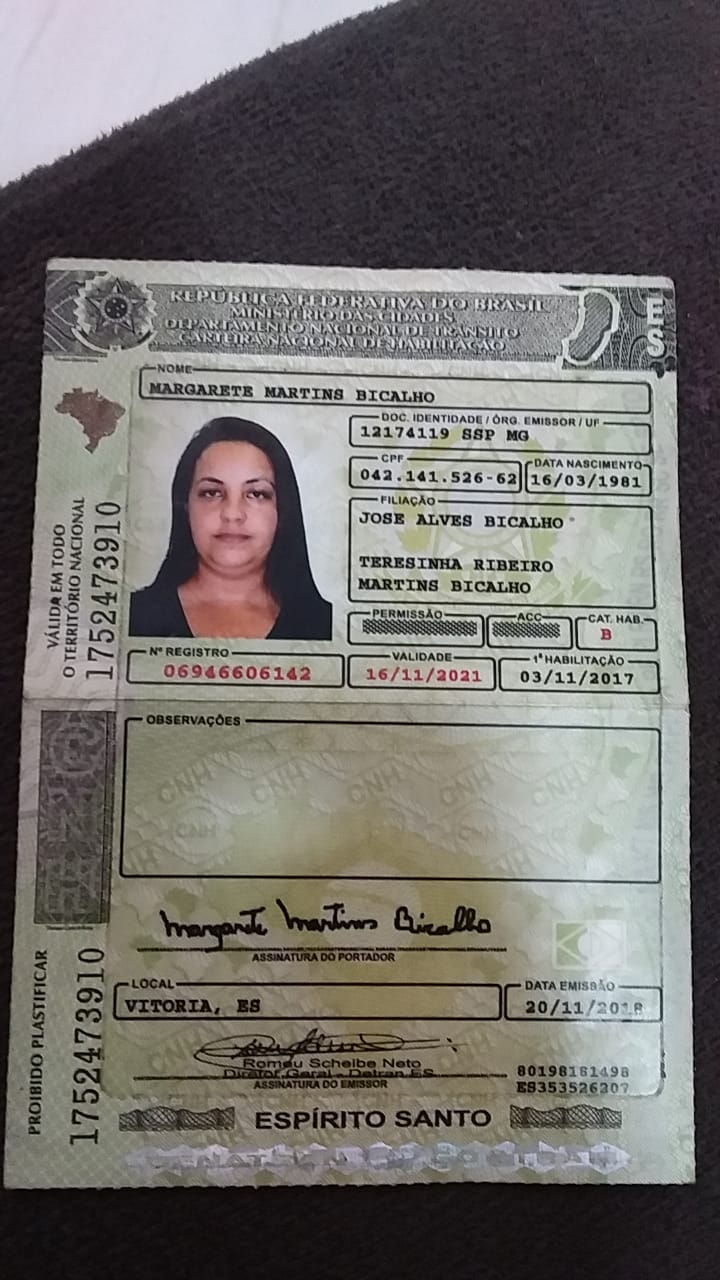 REPÚBLICA FEDERATIVA DO BRASIL
MINISTÉRIO DAS CIDADES
DEPARTAMENTO NACIONAL DE TRÂNSITO
CARTEIRA NACIONAL DE HABILITAÇÃO
ES
NOME
MARGARETE MARTINS BICALHO
DOC. IDENTIDADE / ÓRG. EMISSOR / UF
12174119 SSP MG
CPF
042.141.526-62
DATA NASCIMENTO
16/03/1981
FILIAÇÃO
JOSE ALVES BICALHO
TERESINHA RIBEIRO
MARTINS BICALHO
PERMISSÃO
ACC
CAT. HAB.
B
Nº REGISTRO
06946606142
VALIDADE
16/11/2021
1ª HABILITAÇÃO
03/11/2017
VÁLIDA EM TODO
O TERRITÓRIO NACIONAL
1752473910
OBSERVAÇÕES
CNH CNH CNH CNH
CNH
Margarete Martins Bicalho
ASSINATURA DO PORTADOR
LOCAL
VITORIA, ES
DATA EMISSÃO
20/11/2018
Romeu Scheibe Neto
Diretor Geral - Detran ES
ASSINATURA DO EMISSOR
80198181498
ES353526207
PROIBIDO PLASTIFICAR
1752473910
ESPÍRITO SANTO